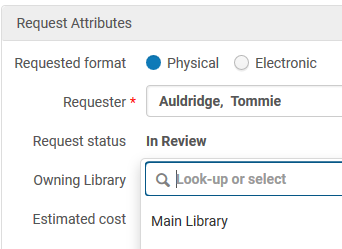 Request Attributes
Requested format Physical Electronic
Requester * Auldridge, Tommie
Request status In Review
Owning Library Look-up or select
Main Library
Estimated cost